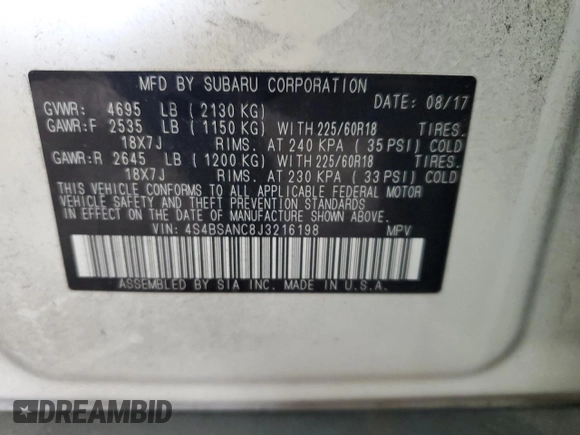 MFD BY SUBARU CORPORATION
GVWR: 4695 LB (2130 KG) DATE: 08/17
GAWR:F 2535 LB (1150 KG) WITH 225/60R18 TIRES.
18X7J RIMS. AT 240 KPA (35 PSI) COLD
GAWR:R 2645 LB (1200 KG) WITH 225/60R18 TIRES.
18X7J RIMS. AT 230 KPA (33 PSI) COLD
THIS VEHICLE CONFORMS TO ALL APPLICABLE FEDERAL MOTOR
VEHICLE SAFETY AND THEFT PREVENTION STANDARDS
IN EFFECT ON THE DATE OF MANUFACTURE SHOWN ABOVE.
VIN: 4S4BSANC8J3216198 MPV
ASSEMBLED BY SIA INC. MADE IN U.S.A.
DREAMBID